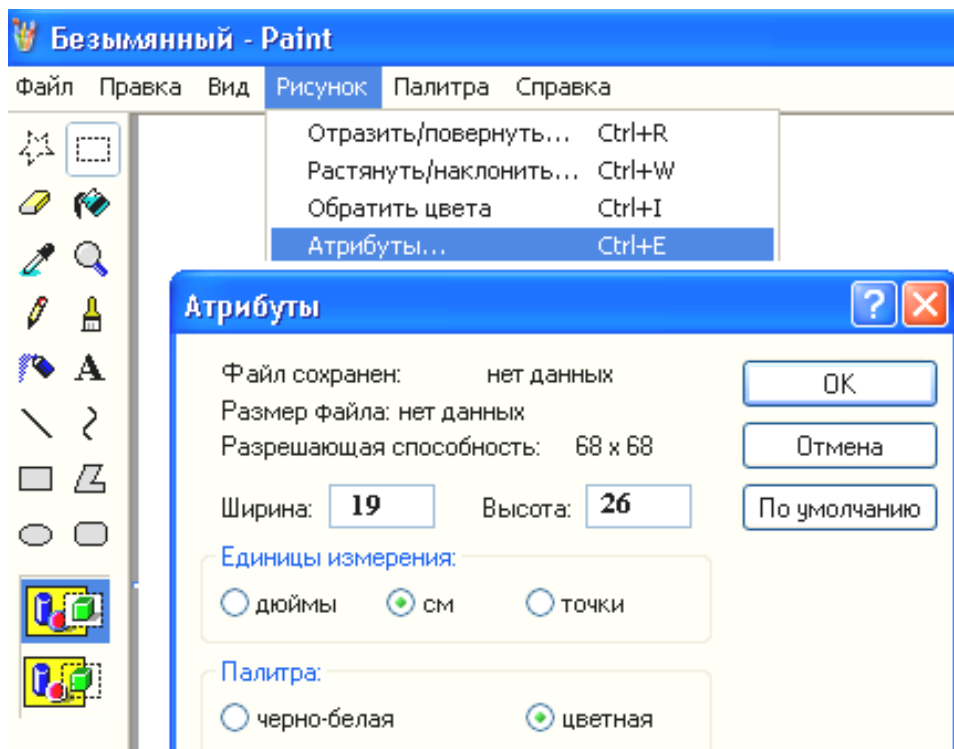 Безымянный - Paint
Файл Правка Вид Рисунок Палитра Справка
Отразить/повернуть... Ctrl+R
Растянуть/наклонить... Ctrl+W
Обратить цвета Ctrl+I
Атрибуты... Ctrl+E
Атрибуты
Файл сохранен: нет данных
OK
Размер файла: нет данных
Разрешающая способность: 68 x 68
Отмена
Ширина: 19 Высота: 26
По умолчанию
Единицы измерения:
дюймы см точки
Палитра:
черно-белая цветная